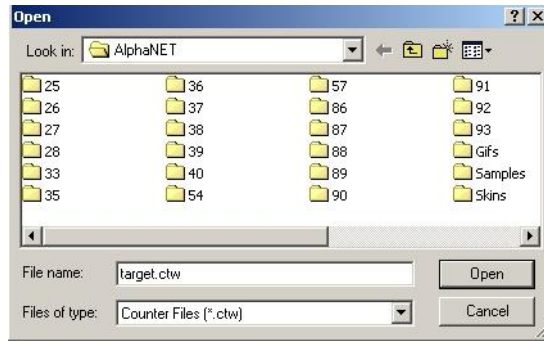 Open
Look in: AlphaNET
25 36 57 91
26 37 86 92
27 38 87 93
28 39 88 Gifs
33 40 89 Samples
35 54 90 Skins
File name: target.ctw Open
Files of type: Counter Files (*.ctw) Cancel